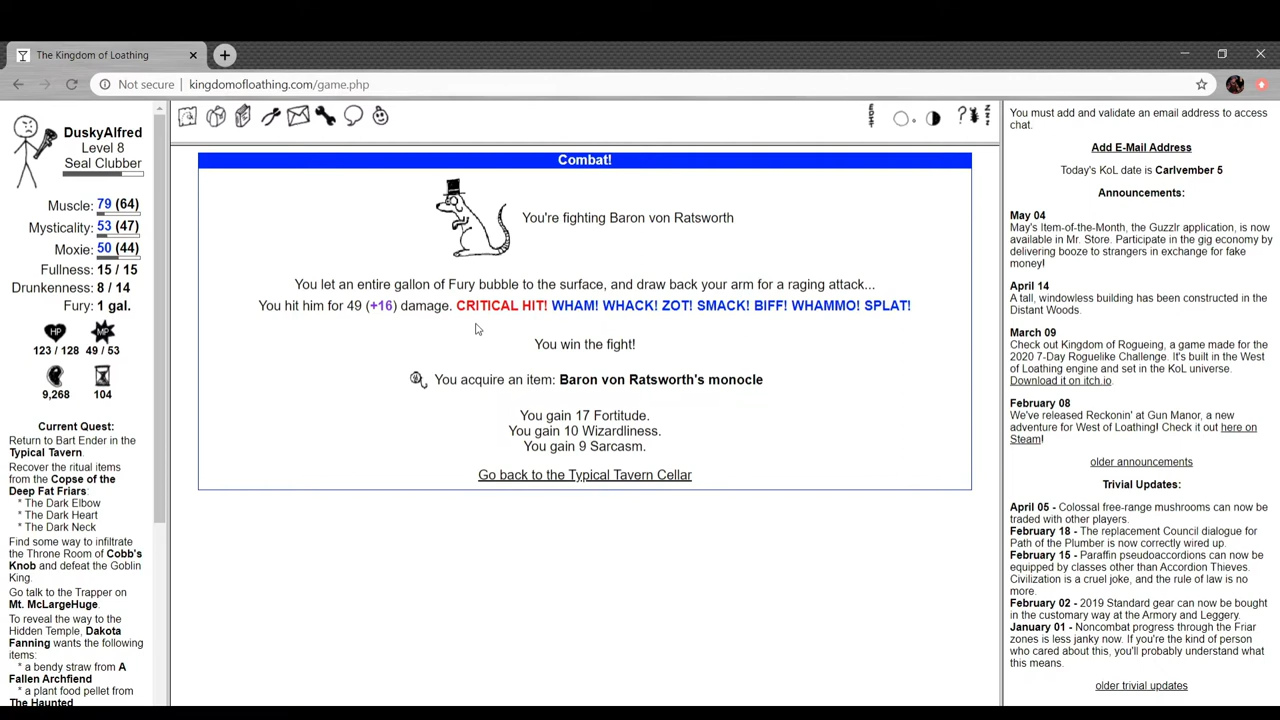 The Kingdom of Loathing
Not secure
kingdomofloathing.com/game.php
DuskyAlfred
Level 8
Seal Clubber
Muscle: 79 (64)
Mysticality: 53 (47)
Moxie: 50 (44)
Fullness: 15 / 15
Drunkenness: 8 / 14
Fury: 1 gal.
HP MP
123 / 128 49 / 53
9,268 104
Current Quest:
Return to Bart Ender in the
Typical Tavern.
Recover the ritual items
from the Copse of the
Deep Fat Friars:
* The Dark Elbow
* The Dark Heart
* The Dark Neck
Find some way to infiltrate
the Throne Room of Cobb's
Knob and defeat the Goblin
King.
Go talk to the Trapper on
Mt. McLargeHuge.
To reveal the way to the
Hidden Temple, Dakota
Fanning wants the following
items:
* a bendy straw from A
Fallen Archfiend
* a plant food pellet from
The Haunted
EDIT
Zzz
Combat!
You're fighting Baron von Ratsworth
You let an entire gallon of Fury bubble to the surface, and draw back your arm for a raging attack...
You hit him for 49 (+16) damage. CRITICAL HIT! WHAM! WHACK! ZOT! SMACK! BIFF! WHAMMO! SPLAT!
You win the fight!
You acquire an item: Baron von Ratsworth's monocle
You gain 17 Fortitude.
You gain 10 Wizardliness.
You gain 9 Sarcasm.
Go back to the Typical Tavern Cellar
You must add and validate an email address to access
chat.
Add E-Mail Address
Today's KoL date is Carlvember 5
Announcements:
May 04
May's Item-of-the-Month, the Guzzlr application, is now
available in Mr. Store. Participate in the gig economy by
delivering booze to strangers in exchange for fake
money!
April 14
A tall, windowless building has been constructed in the
Distant Woods.
March 09
Check out Kingdom of Rogueing, a game made for the
2020 7-Day Roguelike Challenge. It's built in the West
of Loathing engine and set in the KoL universe.
Download it on itch.io.
February 08
We've released Reckonin' at Gun Manor, a new
adventure for West of Loathing! Check it out here on
Steam!
older announcements
Trivial Updates:
April 05 - Colossal free-range mushrooms can now be
traded with other players.
February 18 - The replacement Council dialogue for
Path of the Plumber is now correctly wired up.
February 15 - Paraffin pseudoaccordions can now be
equipped by classes other than Accordion Thieves.
Civilization is a cruel joke, and the rule of law is no
more.
February 02 - 2019 Standard gear can now be bought
in the customary way at the Armory and Leggery.
January 01 - Noncombat progress through the Friar
zones is less janky now. If you're the kind of person
who cared about this, you'll probably understand what
this means.
older trivial updates